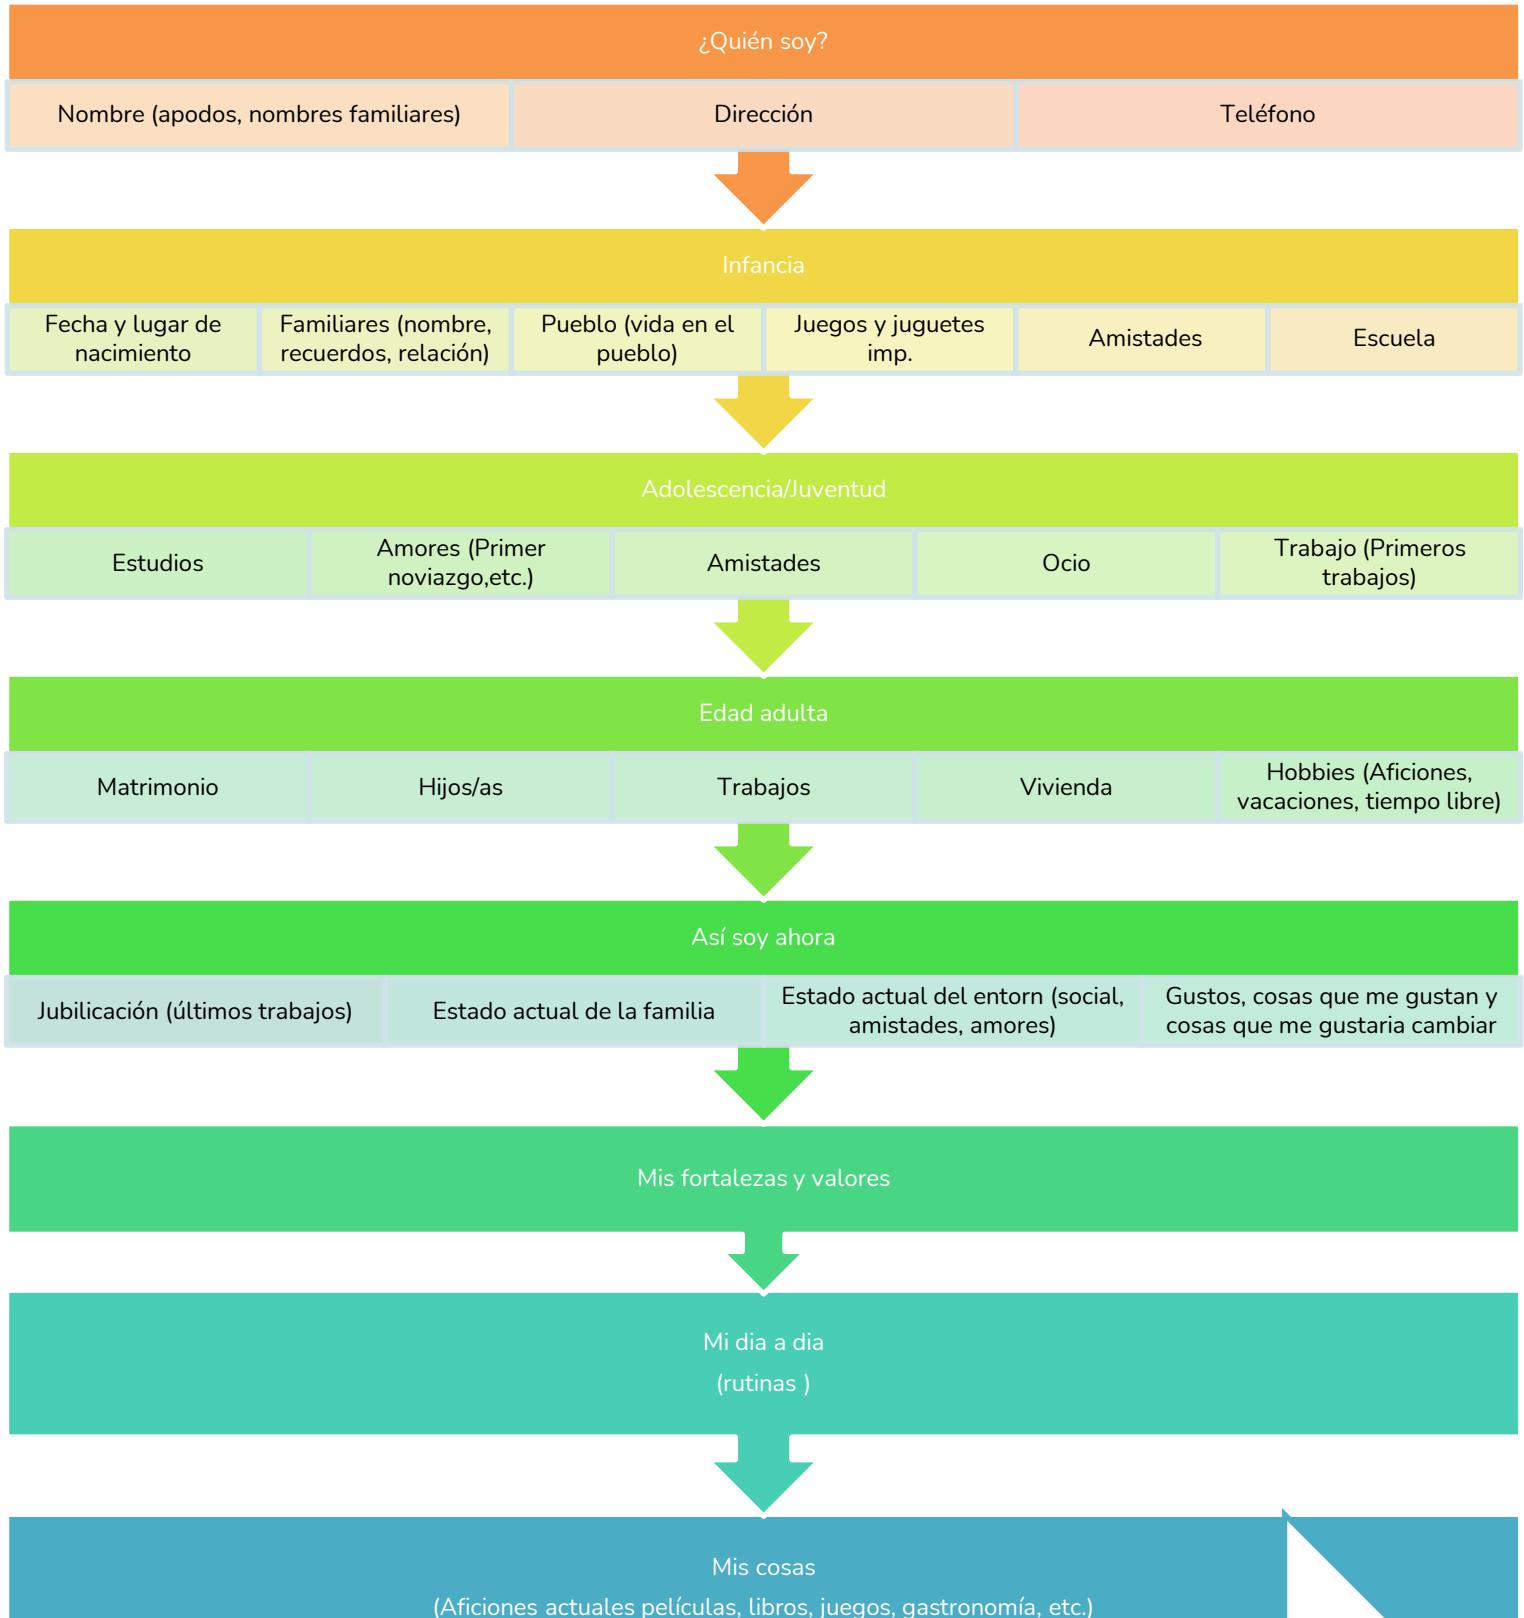 ¿Quién soy?
Nombre (apodos, nombres familiares)
Dirección
Teléfono
Infancia
Fecha y lugar de
nacimiento
Familiares (nombre,
recuerdos, relación)
Pueblo (vida en el
pueblo)
Juegos y juguetes
imp.
Amistades
Escuela
Adolescencia/Juventud
Estudios
Amores (Primer
noviazgo,etc.)
Amistades
Ocio
Trabajo (Primeros
trabajos)
Edad adulta
Matrimonio
Hijos/as
Trabajos
Vivienda
Hobbies (Aficiones,
vacaciones, tiempo libre)
Así soy ahora
Jubilicación (últimos trabajos)
Estado actual de la familia
Estado actual del entorn (social,
amistades, amores)
Gustos, cosas que me gustan y
cosas que me gustaria cambiar
Mis fortalezas y valores
Mi dia a dia
(rutinas )
Mis cosas
(Aficiones actuales películas, libros, juegos, gastronomía, etc.)